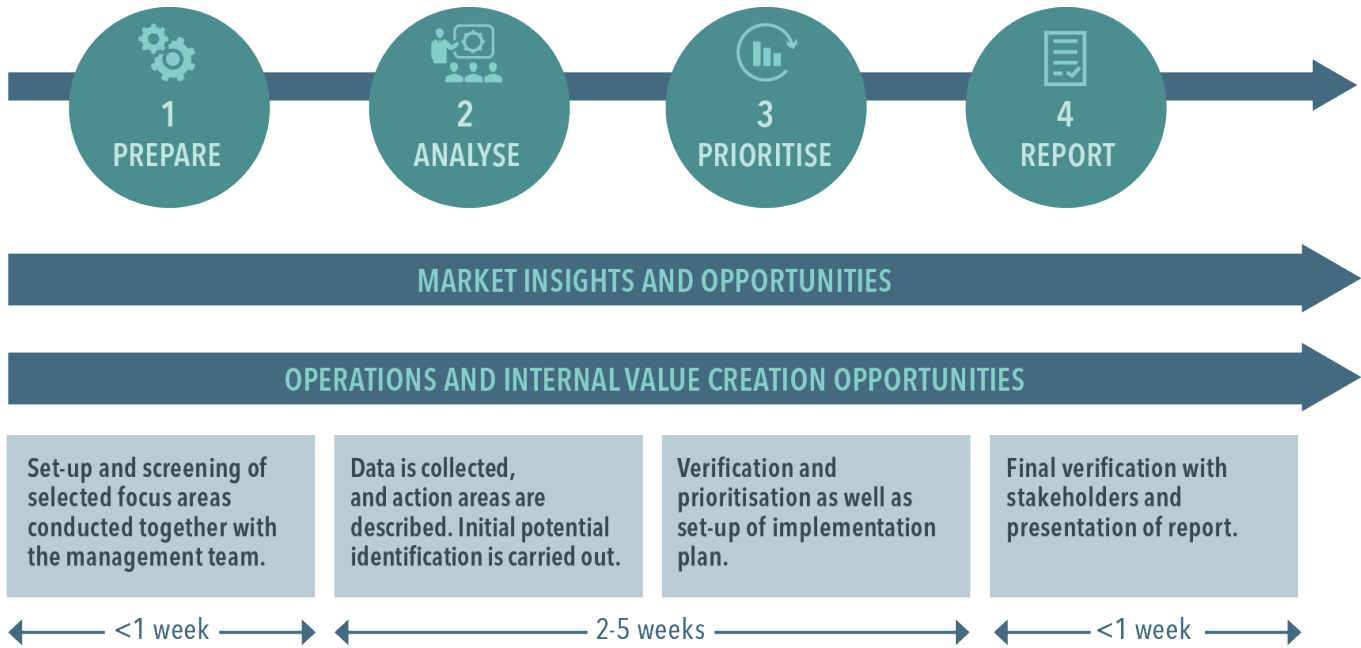 1
PREPARE
2
ANALYSE
3
PRIORITISE
4
REPORT
MARKET INSIGHTS AND OPPORTUNITIES
OPERATIONS AND INTERNAL VALUE CREATION OPPORTUNITIES
Set-up and screening of
selected focus areas
conducted together with
the management team.
Data is collected,
and action areas are
described. Initial potential
identification is carried out.
Verification and
prioritisation as well as
set-up of implementation
plan.
Final verification with
stakeholders and
presentation of report.
<1 week
2-5 weeks
<1 week